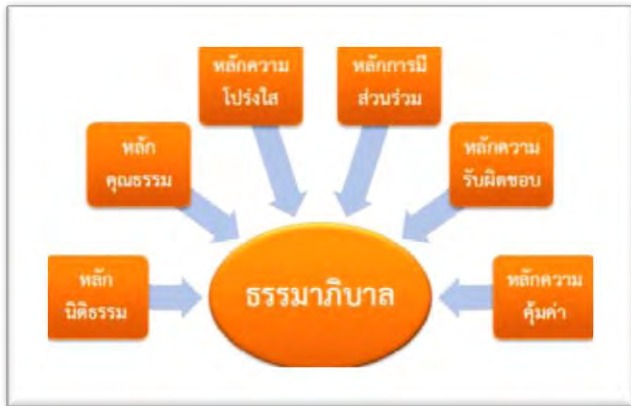 หลักความ
โปร่งใส
หลักการมี
ส่วนร่วม
หลัก
คุณธรรม
หลักความ
รับผิดชอบ
หลัก
นิติธรรม
ธรรมาภิบาล
หลักความ
คุ้มค่า